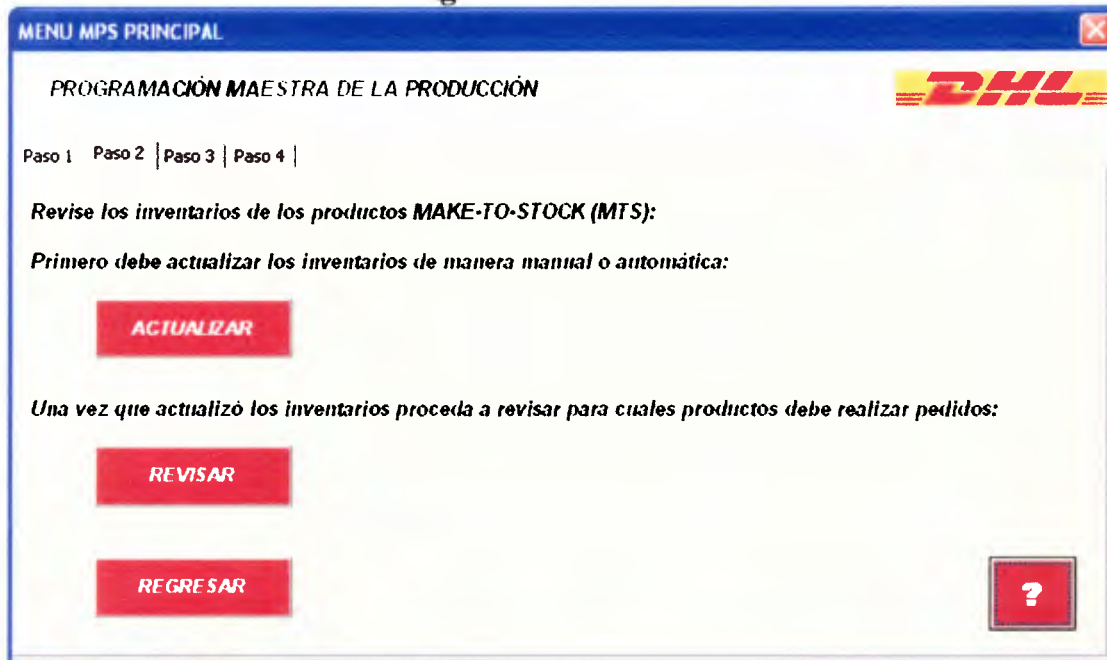 MENU MPS PRINCIPAL
PROGRAMACIÓN MAESTRA DE LA PRODUCCIÓN
DHL
Paso 1 Paso 2 Paso 3 Paso 4
Revise los inventarios de los productos MAKE-TO-STOCK (MTS):
Primero debe actualizar los inventarios de manera manual o automática:
ACTUALIZAR
Una vez que actualizó los inventarios proceda a revisar para cuales productos debe realizar pedidos:
REVISAR
REGRESAR
?